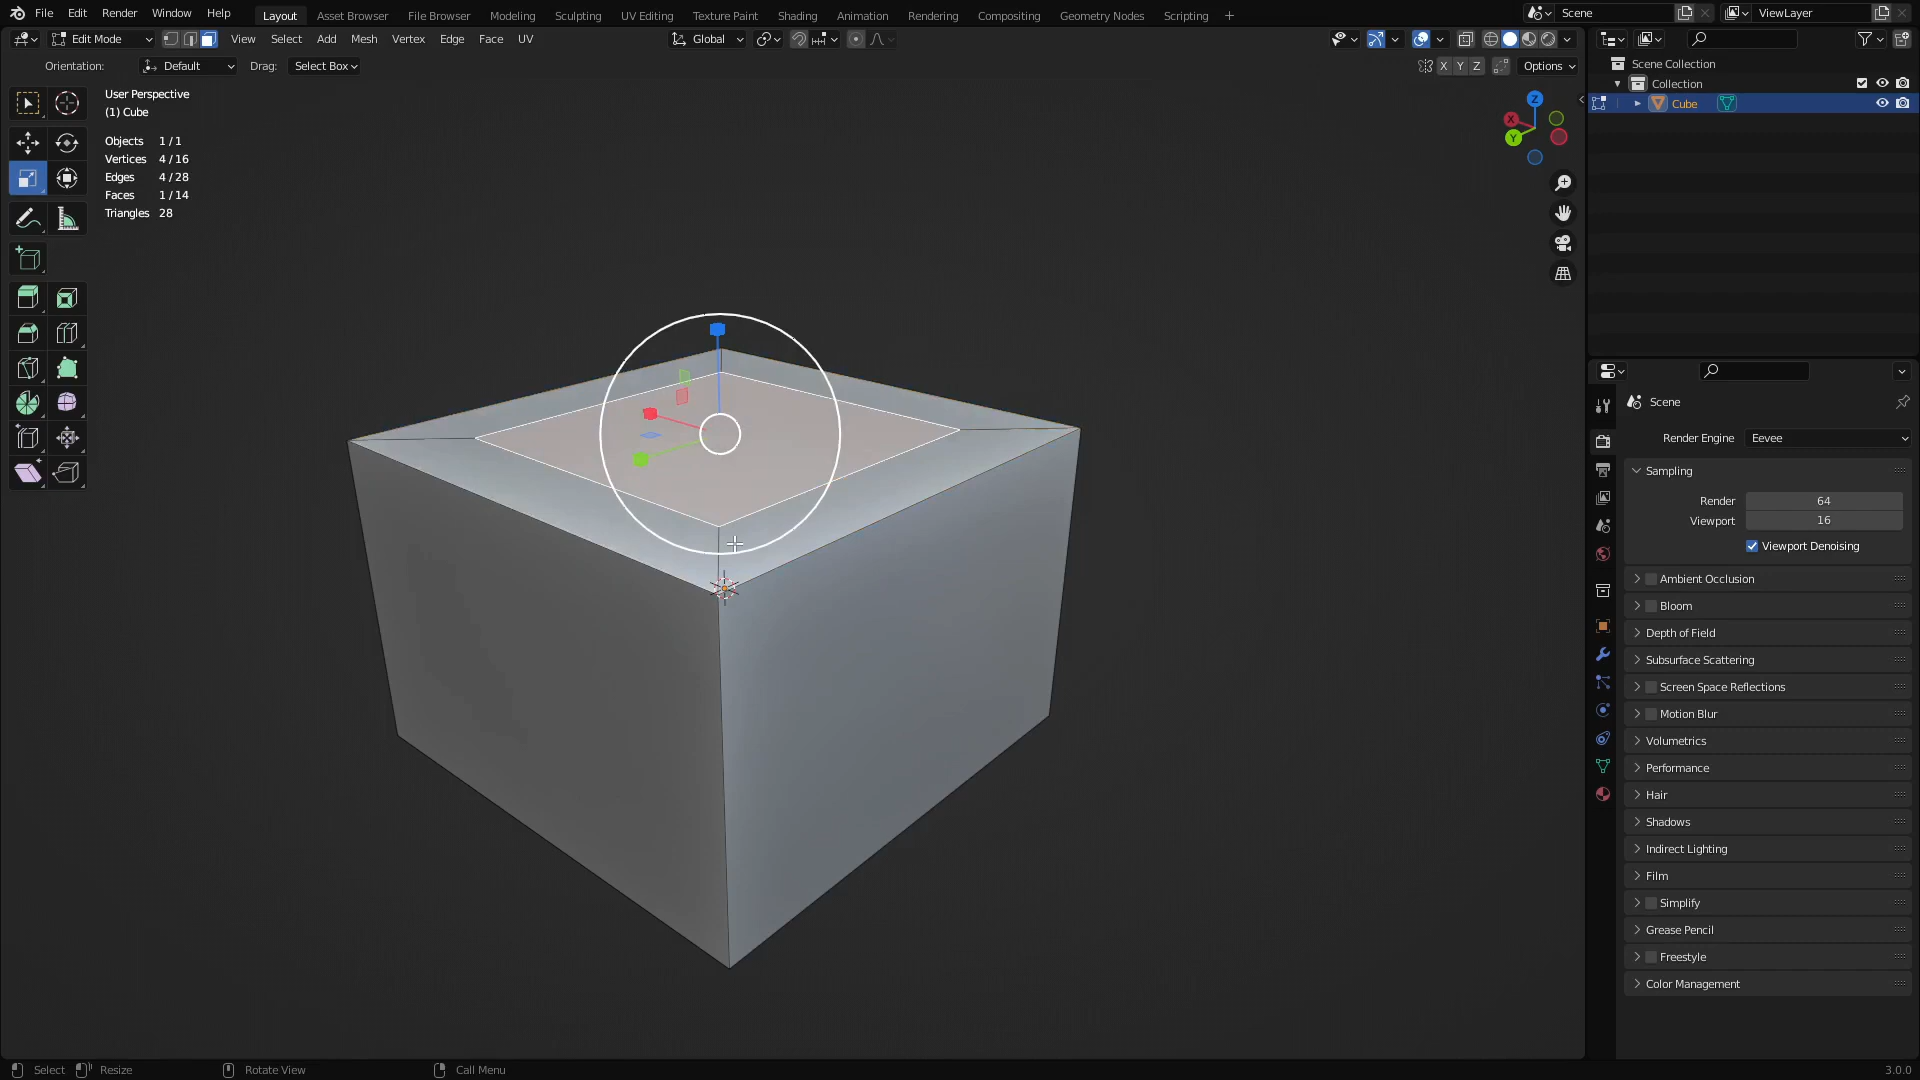 File Edit Render Window Help
Layout Asset Browser File Browser Modeling Sculpting UV Editing Texture Paint Shading Animation Rendering Compositing Geometry Nodes Scripting +
Scene
ViewLayer
Edit Mode
View Select Add Mesh Vertex Edge Face UV
Global
Orientation: Default Drag: Select Box
X Y Z Options
User Perspective
(1) Cube
Objects 1 / 1
Vertices 4 / 16
Edges 4 / 28
Faces 1 / 14
Triangles 28
Z
X
Y
Scene Collection
Collection
Cube
Scene
Render Engine Eevee
Sampling
Render 64
Viewport 16
Viewport Denoising
Ambient Occlusion
Bloom
Depth of Field
Subsurface Scattering
Screen Space Reflections
Motion Blur
Volumetrics
Performance
Hair
Shadows
Indirect Lighting
Film
Simplify
Grease Pencil
Freestyle
Color Management
Select Resize Rotate View Call Menu
3.0.0